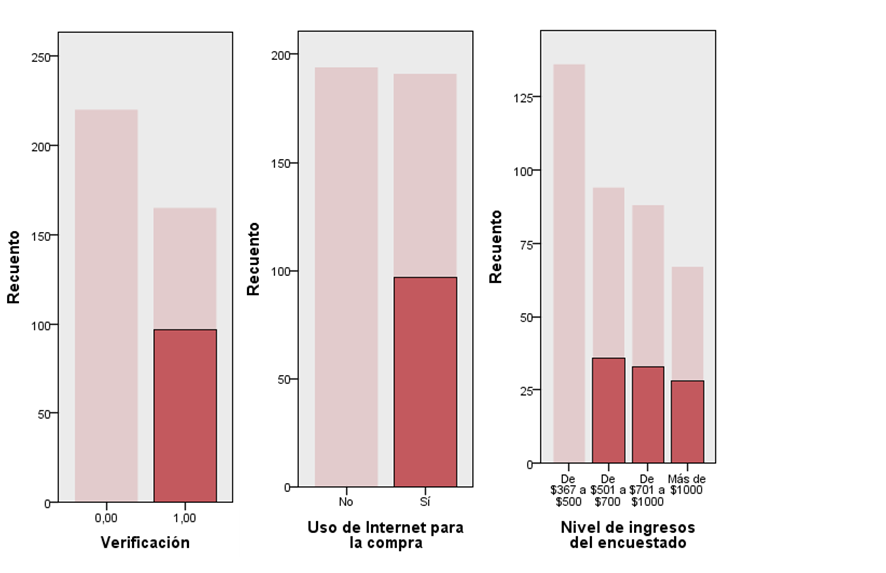 Recuento
250
200
150
100
50
0
0,00
1,00
Verificación
Recuento
200
150
100
50
0
No
Sí
Uso de Internet para
la compra
Recuento
125
100
75
50
25
0
De
$367 a
$500
De
$501 a
$700
De
$701 a
$1000
Más de
$1000
Nivel de ingresos
del encuestado